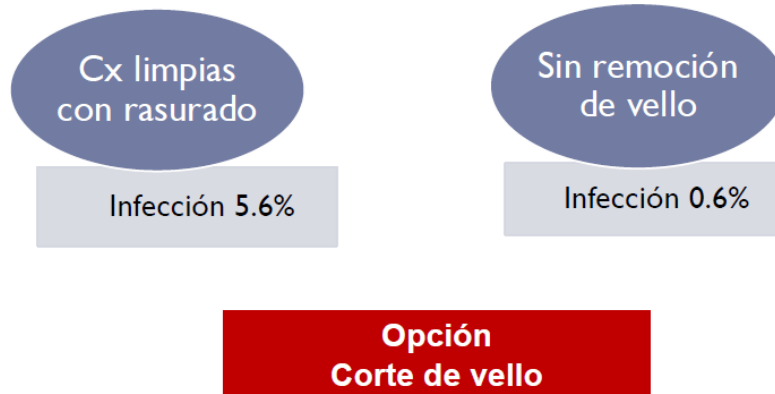 Cx limpias
con rasurado
Infección 5.6%
Sin remoción
de vello
Infección 0.6%
Opción
Corte de vello